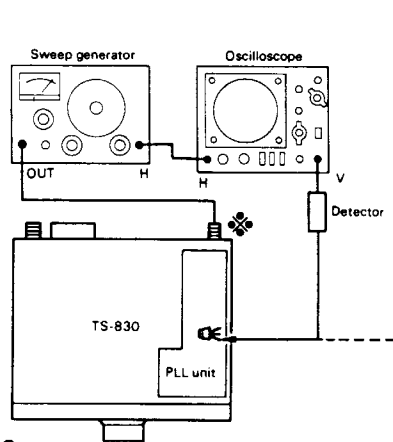 Sweep generator
Oscilloscope
OUT
H
H
V
Detector
※
TS-830
PLL unit